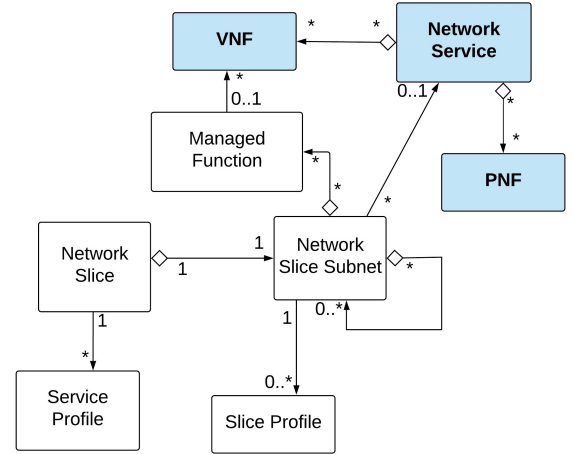 VNF
*
*
Network
Service
*
0..1
0..1
*
*
PNF
Managed
Function
*
*
*
Network
Slice
1
1
Network
Slice Subnet
*
1
0..*
1
*
0..*
Service
Profile
Slice Profile